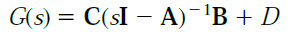 G(s) = C(sI − A)⁻¹B + D